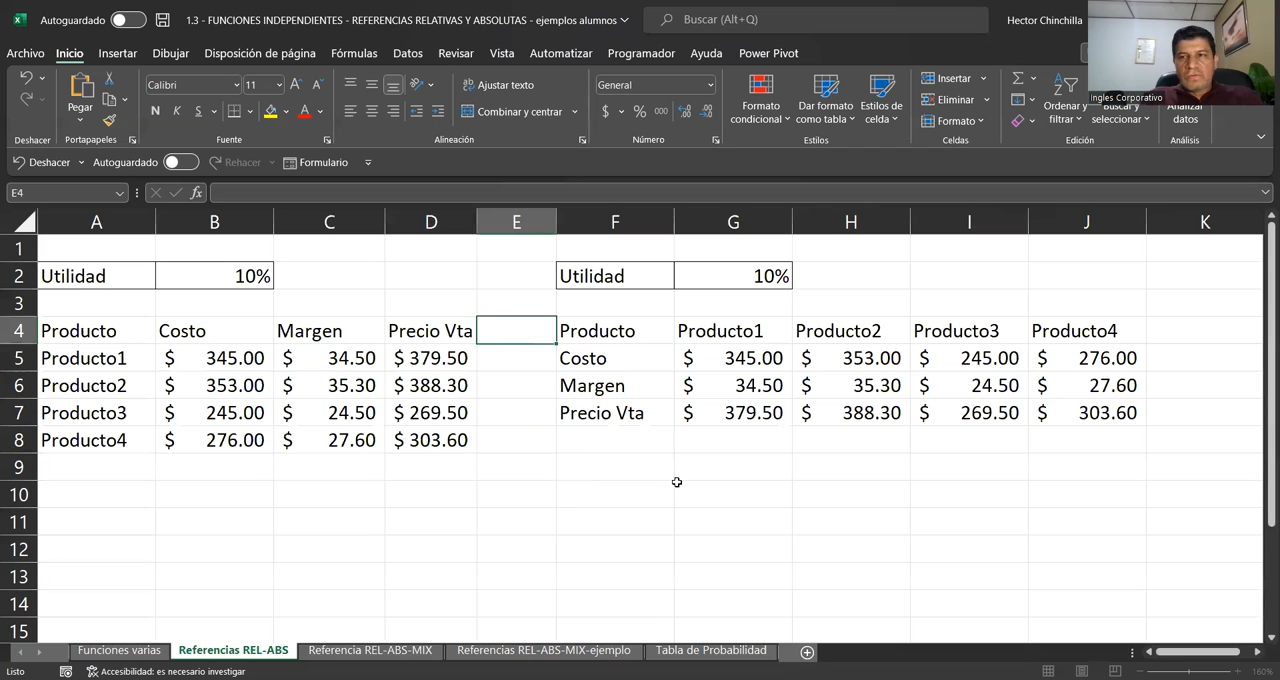 Autoguardado 1.3 - FUNCIONES INDEPENDIENTES - REFERENCIAS RELATIVAS Y ABSOLUTAS - ejemplos alumnos Buscar (Alt+Q) Hector Chinchilla
Archivo Inicio Insertar Dibujar Disposición de página Fórmulas Datos Revisar Vista Automatizar Programador Ayuda Power Pivot
Ingles Corporativo
Pegar
Calibri 11
N K S
Ajustar texto
Combinar y centrar
General
$ % 000
Formato condicional
Dar formato como tabla
Estilos de celda
Insertar
Eliminar
Formato
Ordenar y filtrar
Buscar y seleccionar
Analizar datos
Deshacer Portapapeles Fuente Alineación Número Estilos Celdas Edición Análisis
Deshacer Autoguardado Rehacer Formulario
E4 fx
A B C D E F G H I J K
1
2 Utilidad 10% Utilidad 10%
3
4 Producto Costo Margen Precio Vta Producto Producto1 Producto2 Producto3 Producto4
5 Producto1 $ 345.00 $ 34.50 $ 379.50 Costo $ 345.00 $ 353.00 $ 245.00 $ 276.00
6 Producto2 $ 353.00 $ 35.30 $ 388.30 Margen $ 34.50 $ 35.30 $ 24.50 $ 27.60
7 Producto3 $ 245.00 $ 24.50 $ 269.50 Precio Vta $ 379.50 $ 388.30 $ 269.50 $ 303.60
8 Producto4 $ 276.00 $ 27.60 $ 303.60
9
10
11
12
13
14
15
Funciones varias Referencias REL-ABS Referencia REL-ABS-MIX Referencias REL-ABS-MIX-ejemplo Tabla de Probabilidad
Listo Accesibilidad: es necesario investigar 160%